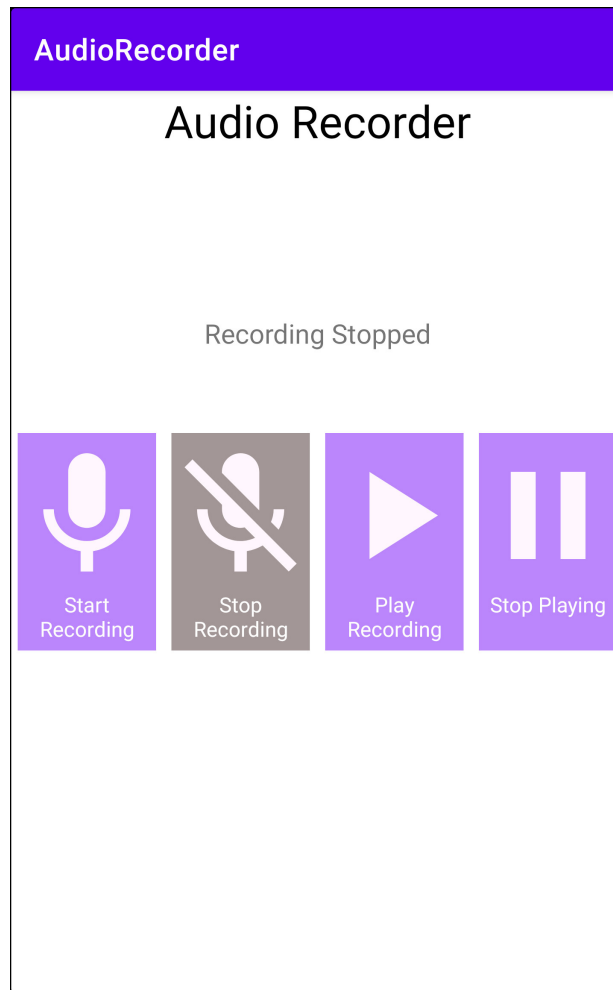 AudioRecorder
Audio Recorder
Recording Stopped
Start
Recording
Stop
Recording
Play
Recording
Stop Playing